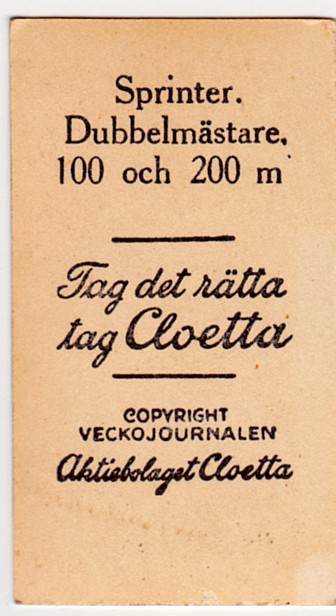 Sprinter.
Dubbelmästare,
100 och 200 m
Tag det rätta
tag Cloetta
COPYRIGHT
VECKOJOURNALEN
Aktiebolaget Cloetta